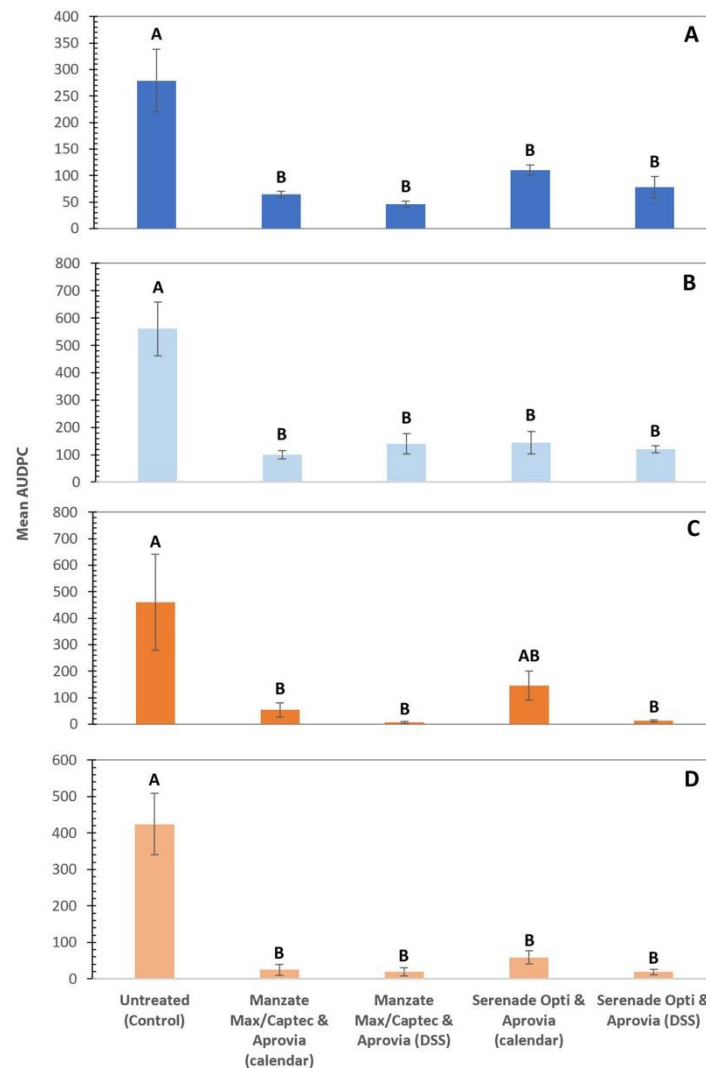 Mean AUDPC
400
350
300
250
200
150
100
50
0
A
A
B
B
B
B
800
700
600
500
400
300
200
100
0
B
A
B
B
B
B
800
700
600
500
400
300
200
100
0
C
A
B
B
AB
B
600
500
400
300
200
100
0
D
A
B
B
B
B
Untreated
(Control)
Manzate
Max/Captec &
Aprovia
(calendar)
Manzate
Max/Captec &
Aprovia (DSS)
Serenade Opti &
Aprovia
(calendar)
Serenade Opti &
Aprovia (DSS)